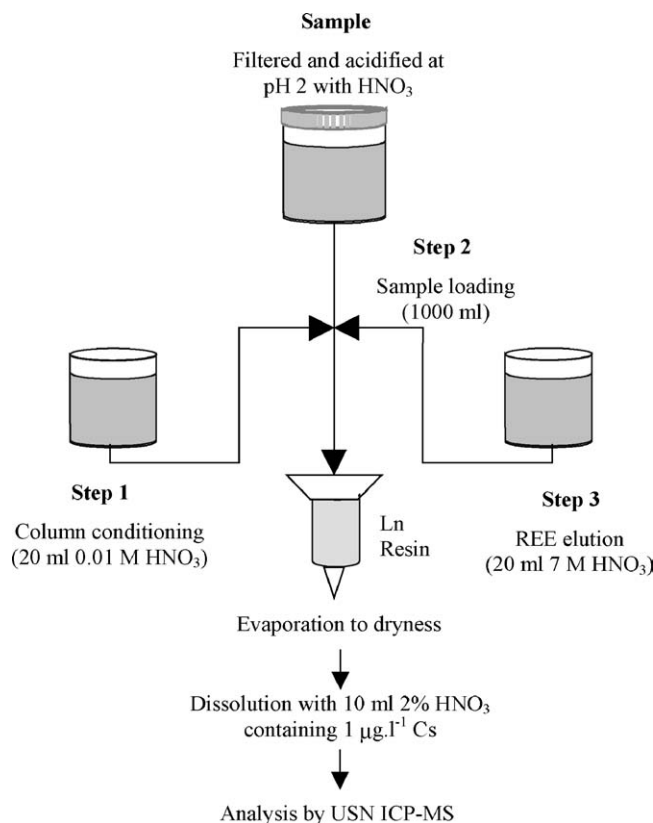 Sample
Filtered and acidified at
pH 2 with HNO₃
Step 2
Sample loading
(1000 ml)
Step 1
Column conditioning
(20 ml 0.01 M HNO₃)
Ln
Resin
Step 3
REE elution
(20 ml 7 M HNO₃)
Evaporation to dryness
Dissolution with 10 ml 2% HNO₃
containing 1 µg.l⁻¹ Cs
Analysis by USN ICP-MS